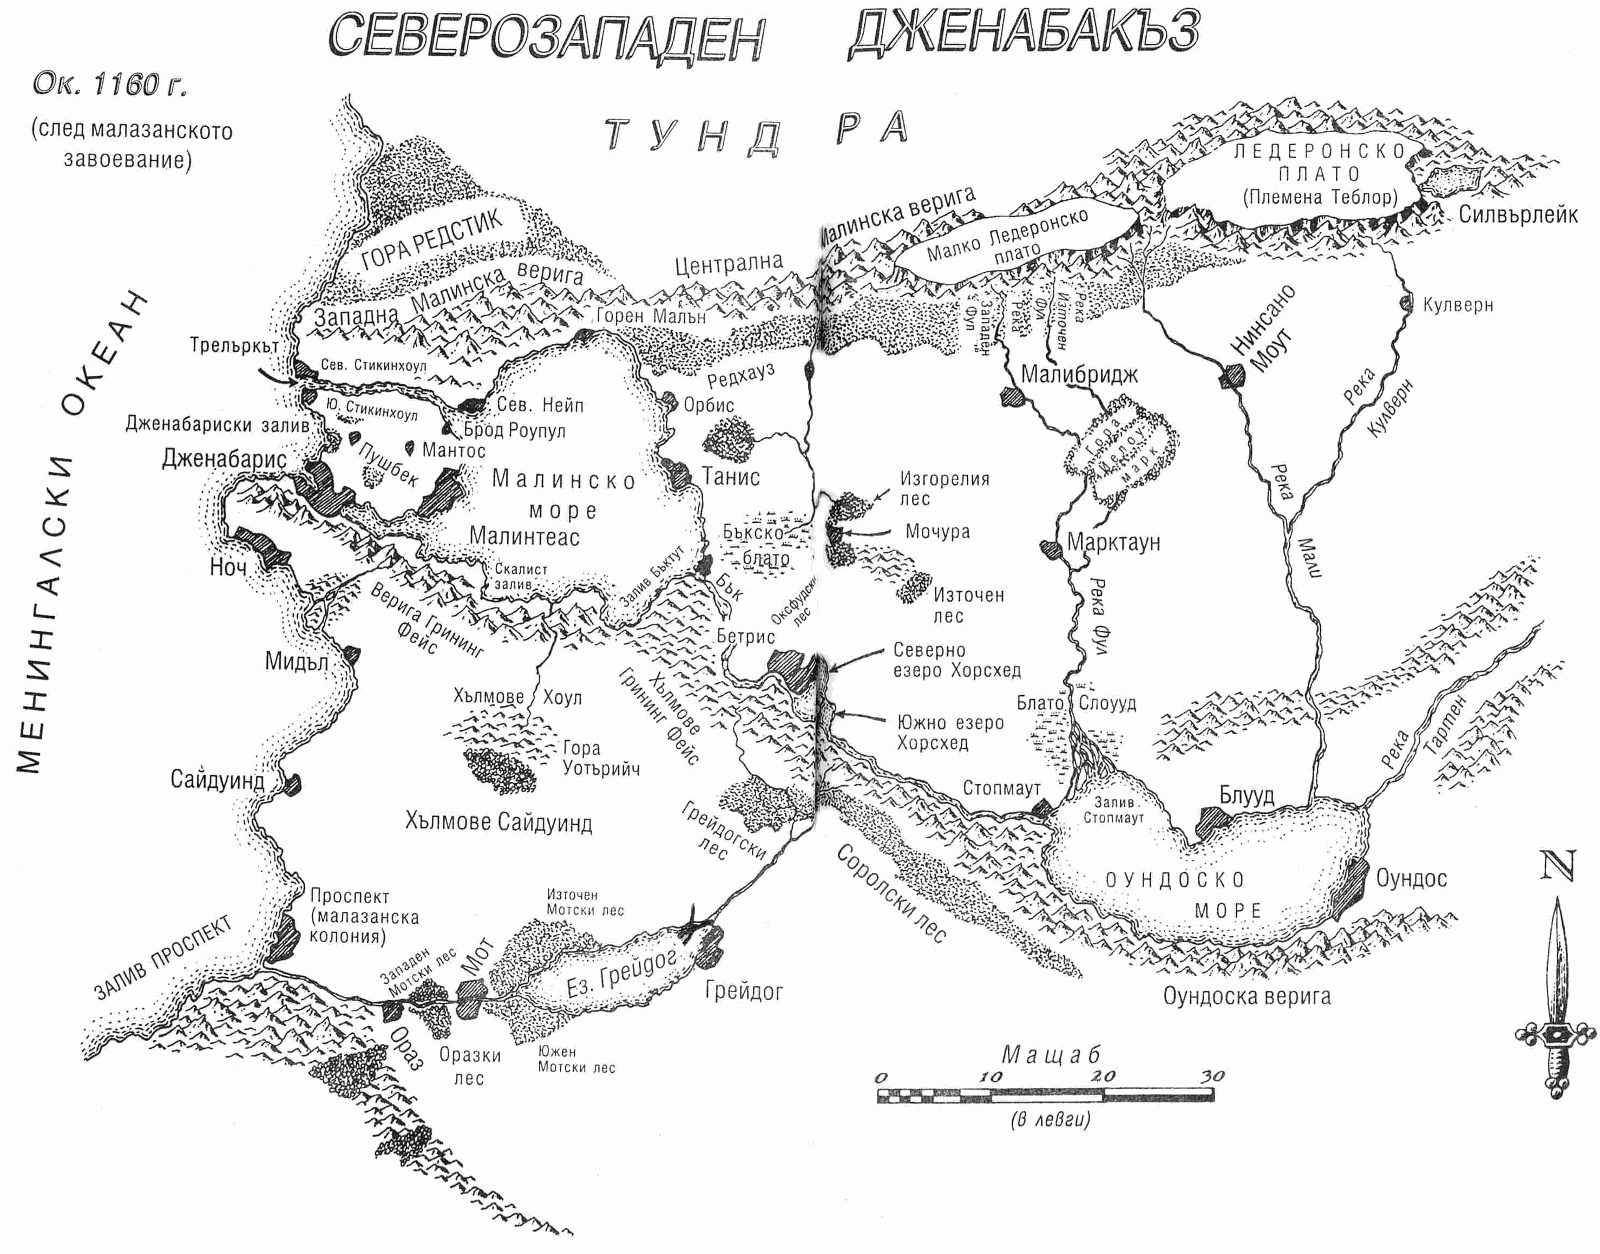 СЕВЕРОЗАПАДЕН ДЖЕНАБАКЪЗ
Ок. 1160 г.
(след малазанското
завоевание)
ТУНДРА
ЛЕДЕРОНСКО
ПЛАТО
(Племена Теблор)
СИЛВЪРЛЕЙК
Малинска верига
Малко Ледеронско
плато
ГОРА РЕДСТИК
Централна
Западна Малинска верига
Горен Малън
МЕНИНГАЛСКИ ОКЕАН
Трелъркът
Сев. Стикинхоул
Ю. Стикинхоул
Сев. Нейп
Брод Роупул
Дженабариски залив
Мантос
Пушбек
Дженабарис
Редхауз
Орбис
Танис
Западен
Фул
Река
Река
Източен
Фул
Малибридж
Гора
Медоу
марк
Нинсано
Моут
Кулверн
Река
Кулверн
МАЛИНСКО
МОРЕ
Малинтеас
Изгорелия
лес
Мочура
Бъкско
блато
Марктаун
Река
Мали
Ноч
Скалист
залив
Залив Бъктут
Бък
Оксфудски
лес
Източен
лес
Река Фул
Верига Грининг
Фейс
Бетрис
Северно
езеро Хорсхед
Мидъл
Хълмове Хоул
Хълмове
Грининг Фейс
Южно езеро
Хорсхед
Блато Слоууд
Река
Тартен
Гора
Уотърийч
Сайдуинд
Хълмове Сайдуинд
Грейдогски
лес
Стопмаут
Залив
Стопмаут
Блууд
Соролски лес
ОУНДОСКО
МОРЕ
Оундос
N
Проспект
(малазанска
колония)
ЗАЛИВ ПРОСПЕКТ
Източен
Мотски лес
Западен
Мотски лес
Мот
Ез. Грейдог
Грейдог
Оундоска верига
Ораз
Оразки
лес
Южен
Мотски лес
Мащаб
0 10 20 30
(в левги)